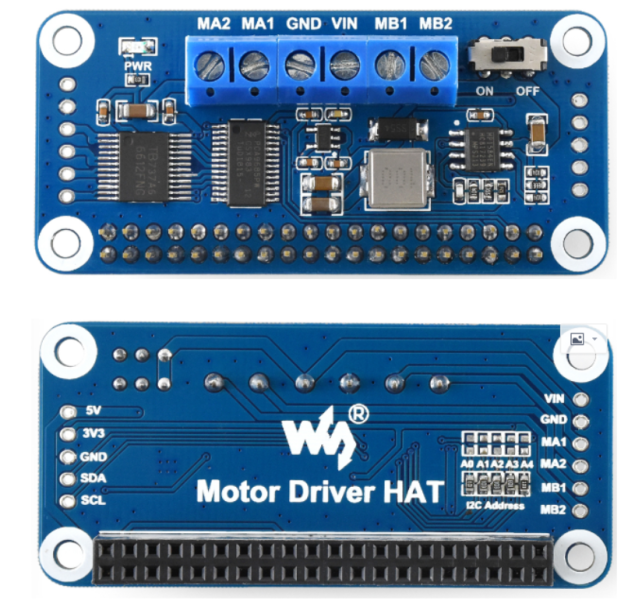 MA2 MA1 GND VIN MB1 MB2
PWR
ON OFF
100
®
5V
3V3
GND
SDA
SCL
Motor Driver HAT
A0 A1 A2 A3 A4
I2C Address
VIN
GND
MA1
MA2
MB1
MB2